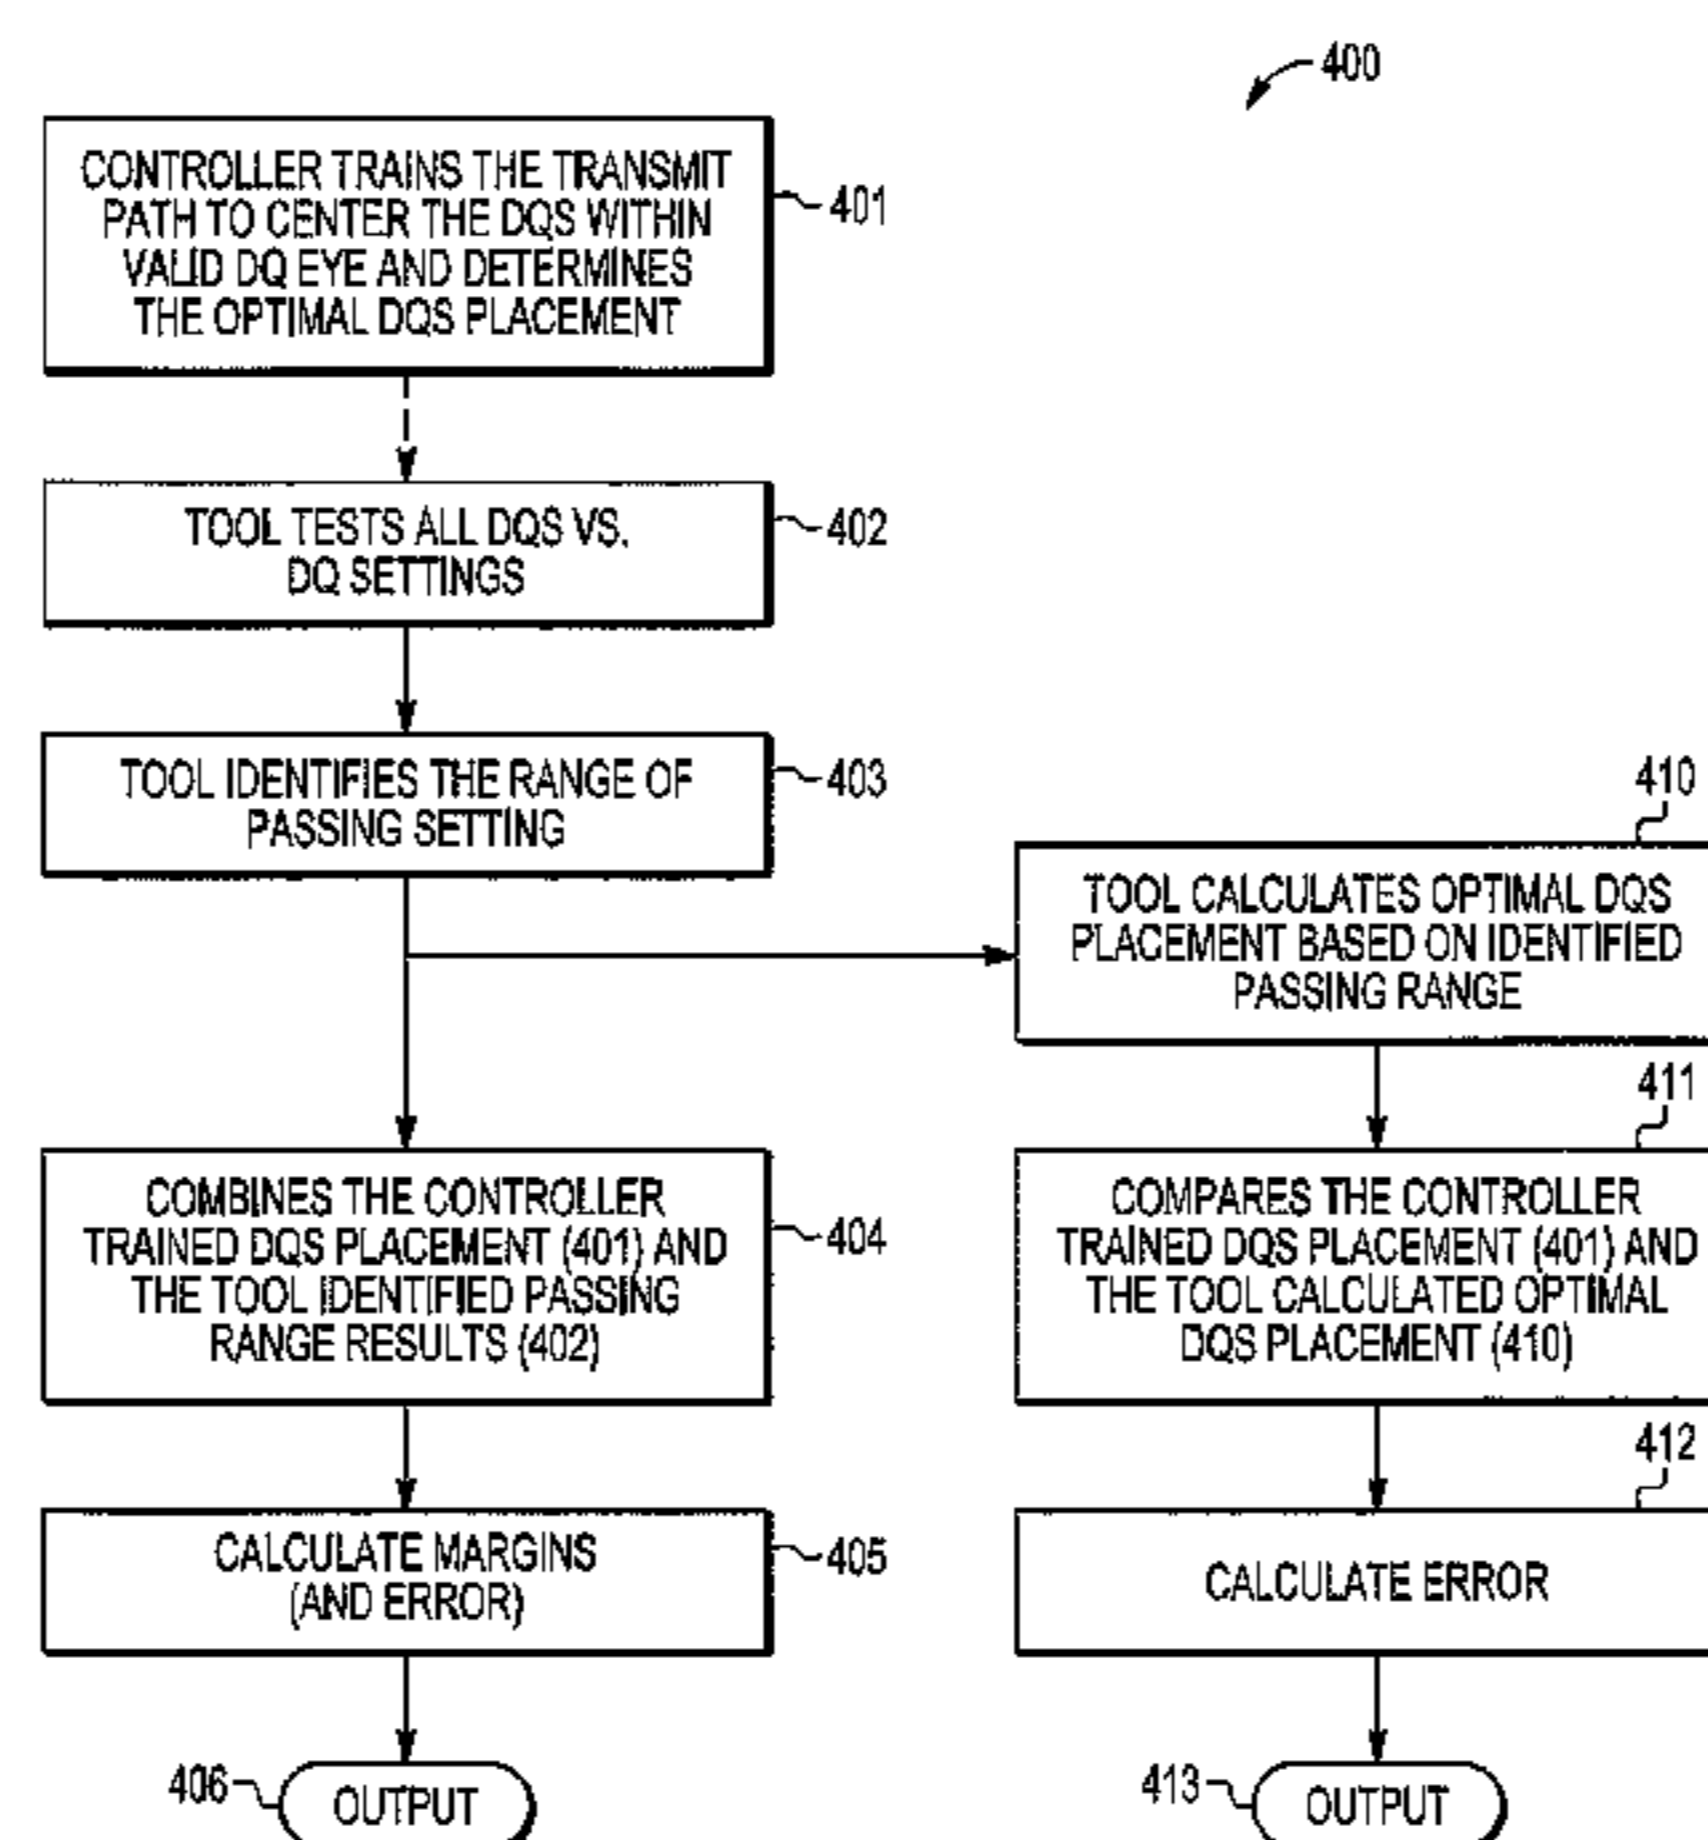 400
CONTROLLER TRAINS THE TRANSMIT
PATH TO CENTER THE DQS WITHIN
VALID DQ EYE AND DETERMINES
THE OPTIMAL DQS PLACEMENT
401
TOOL TESTS ALL DQS VS.
DQ SETTINGS
402
TOOL IDENTIFIES THE RANGE OF
PASSING SETTING
403
410
TOOL CALCULATES OPTIMAL DQS
PLACEMENT BASED ON IDENTIFIED
PASSING RANGE
COMBINES THE CONTROLLER
TRAINED DQS PLACEMENT (401) AND
THE TOOL IDENTIFIED PASSING
RANGE RESULTS (402)
404
411
COMPARES THE CONTROLLER
TRAINED DQS PLACEMENT (401) AND
THE TOOL CALCULATED OPTIMAL
DQS PLACEMENT (410)
CALCULATE MARGINS
(AND ERROR)
405
412
CALCULATE ERROR
406
OUTPUT
413
OUTPUT